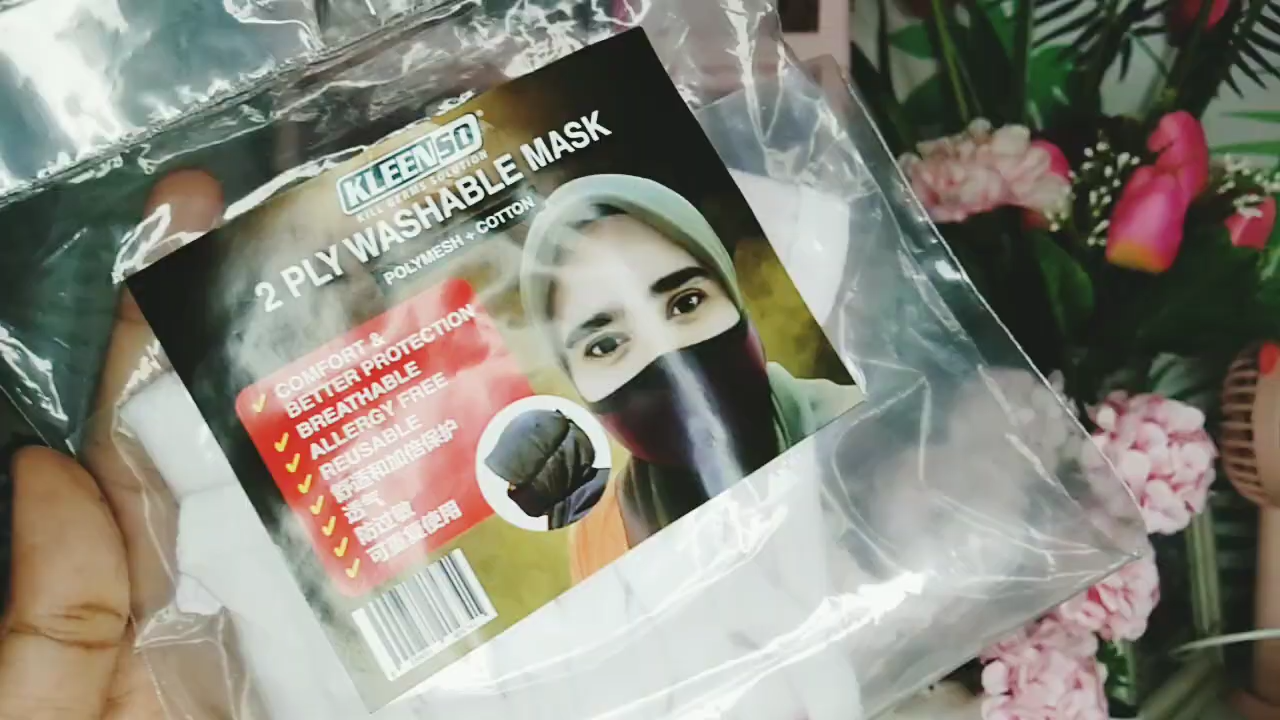 KLEENSO
KILL GERMS SOLUTION
2 PLY WASHABLE MASK
POLYMESH + COTTON
COMFORT &
BETTER PROTECTION
BREATHABLE
ALLERGY FREE
REUSABLE
舒适和加倍保护
透气
防过敏
可重复使用